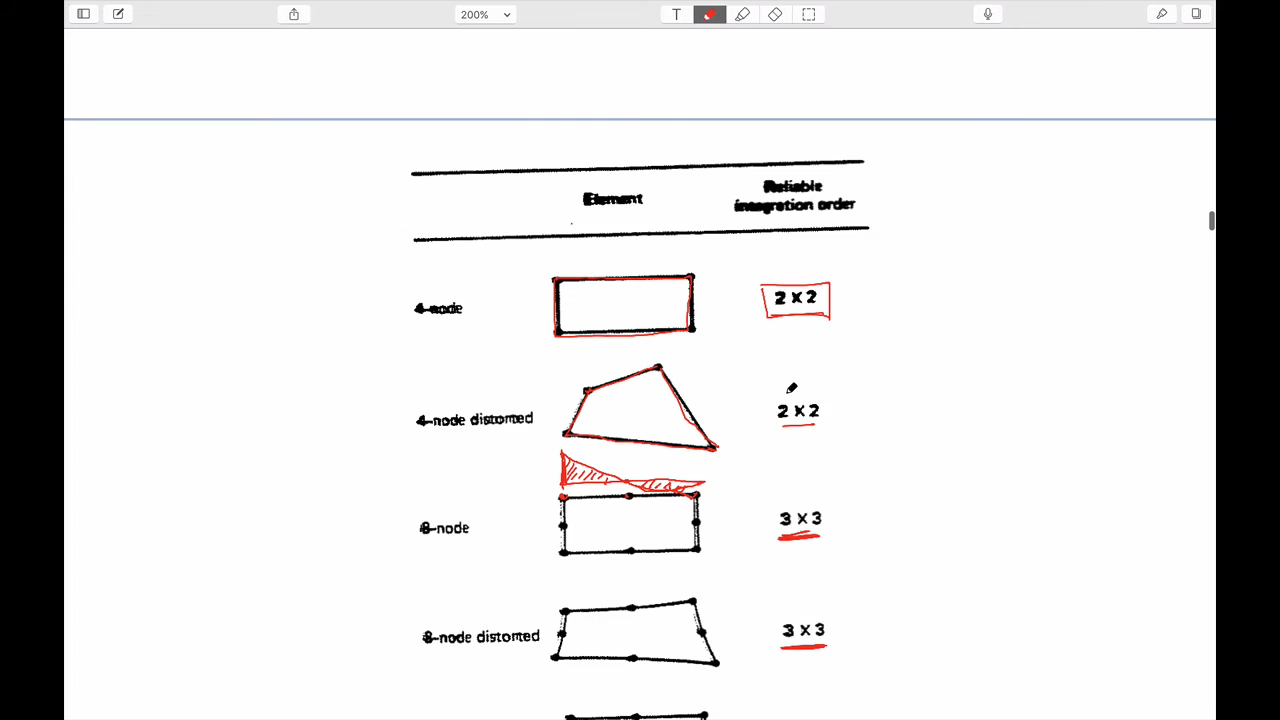 200%
T
Element
Reliable
integration order
4-node
2 x 2
4-node distorted
2 x 2
8-node
3 x 3
8-node distorted
3 x 3